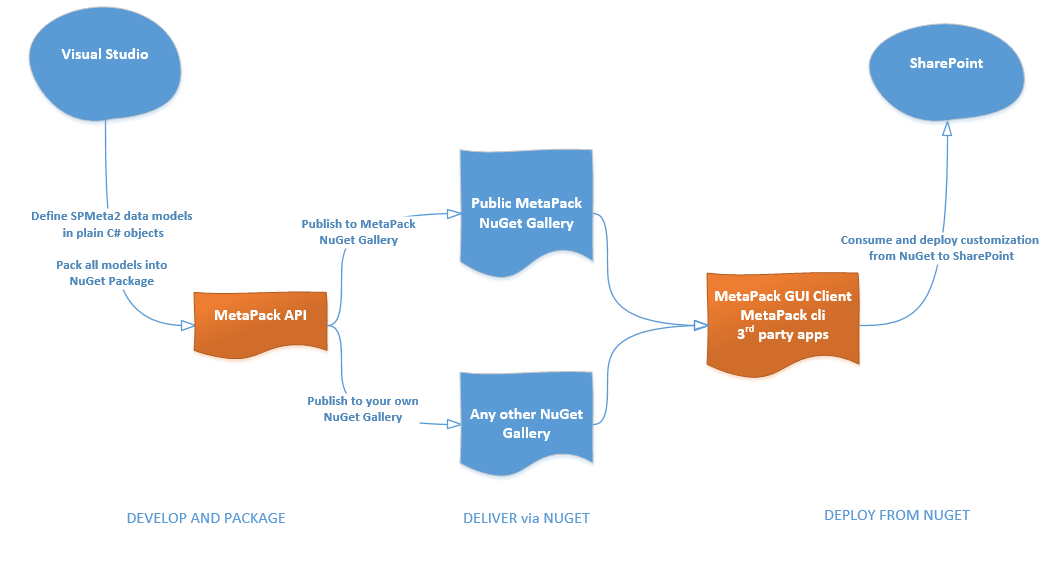 Visual Studio
SharePoint
Define SPMeta2 data models
in plain C# objects
Pack all models into
NuGet Package
MetaPack API
Publish to MetaPack
NuGet Gallery
Publish to your own
NuGet Gallery
Public MetaPack
NuGet Gallery
Any other NuGet
Gallery
MetaPack GUI Client
MetaPack cli
3rd party apps
Consume and deploy customization
from NuGet to SharePoint
DEVELOP AND PACKAGE
DELIVER via NUGET
DEPLOY FROM NUGET